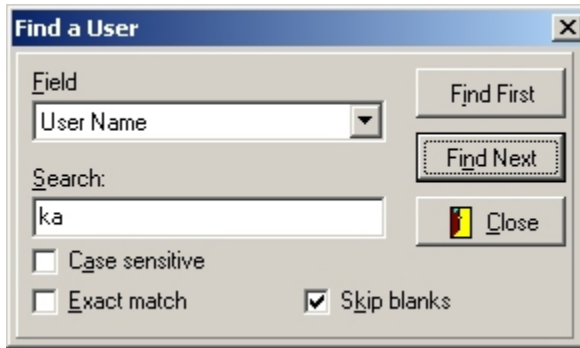 Find a User
Field
User Name
Search:
ka
Case sensitive
Exact match
Skip blanks
Find First
Find Next
Close